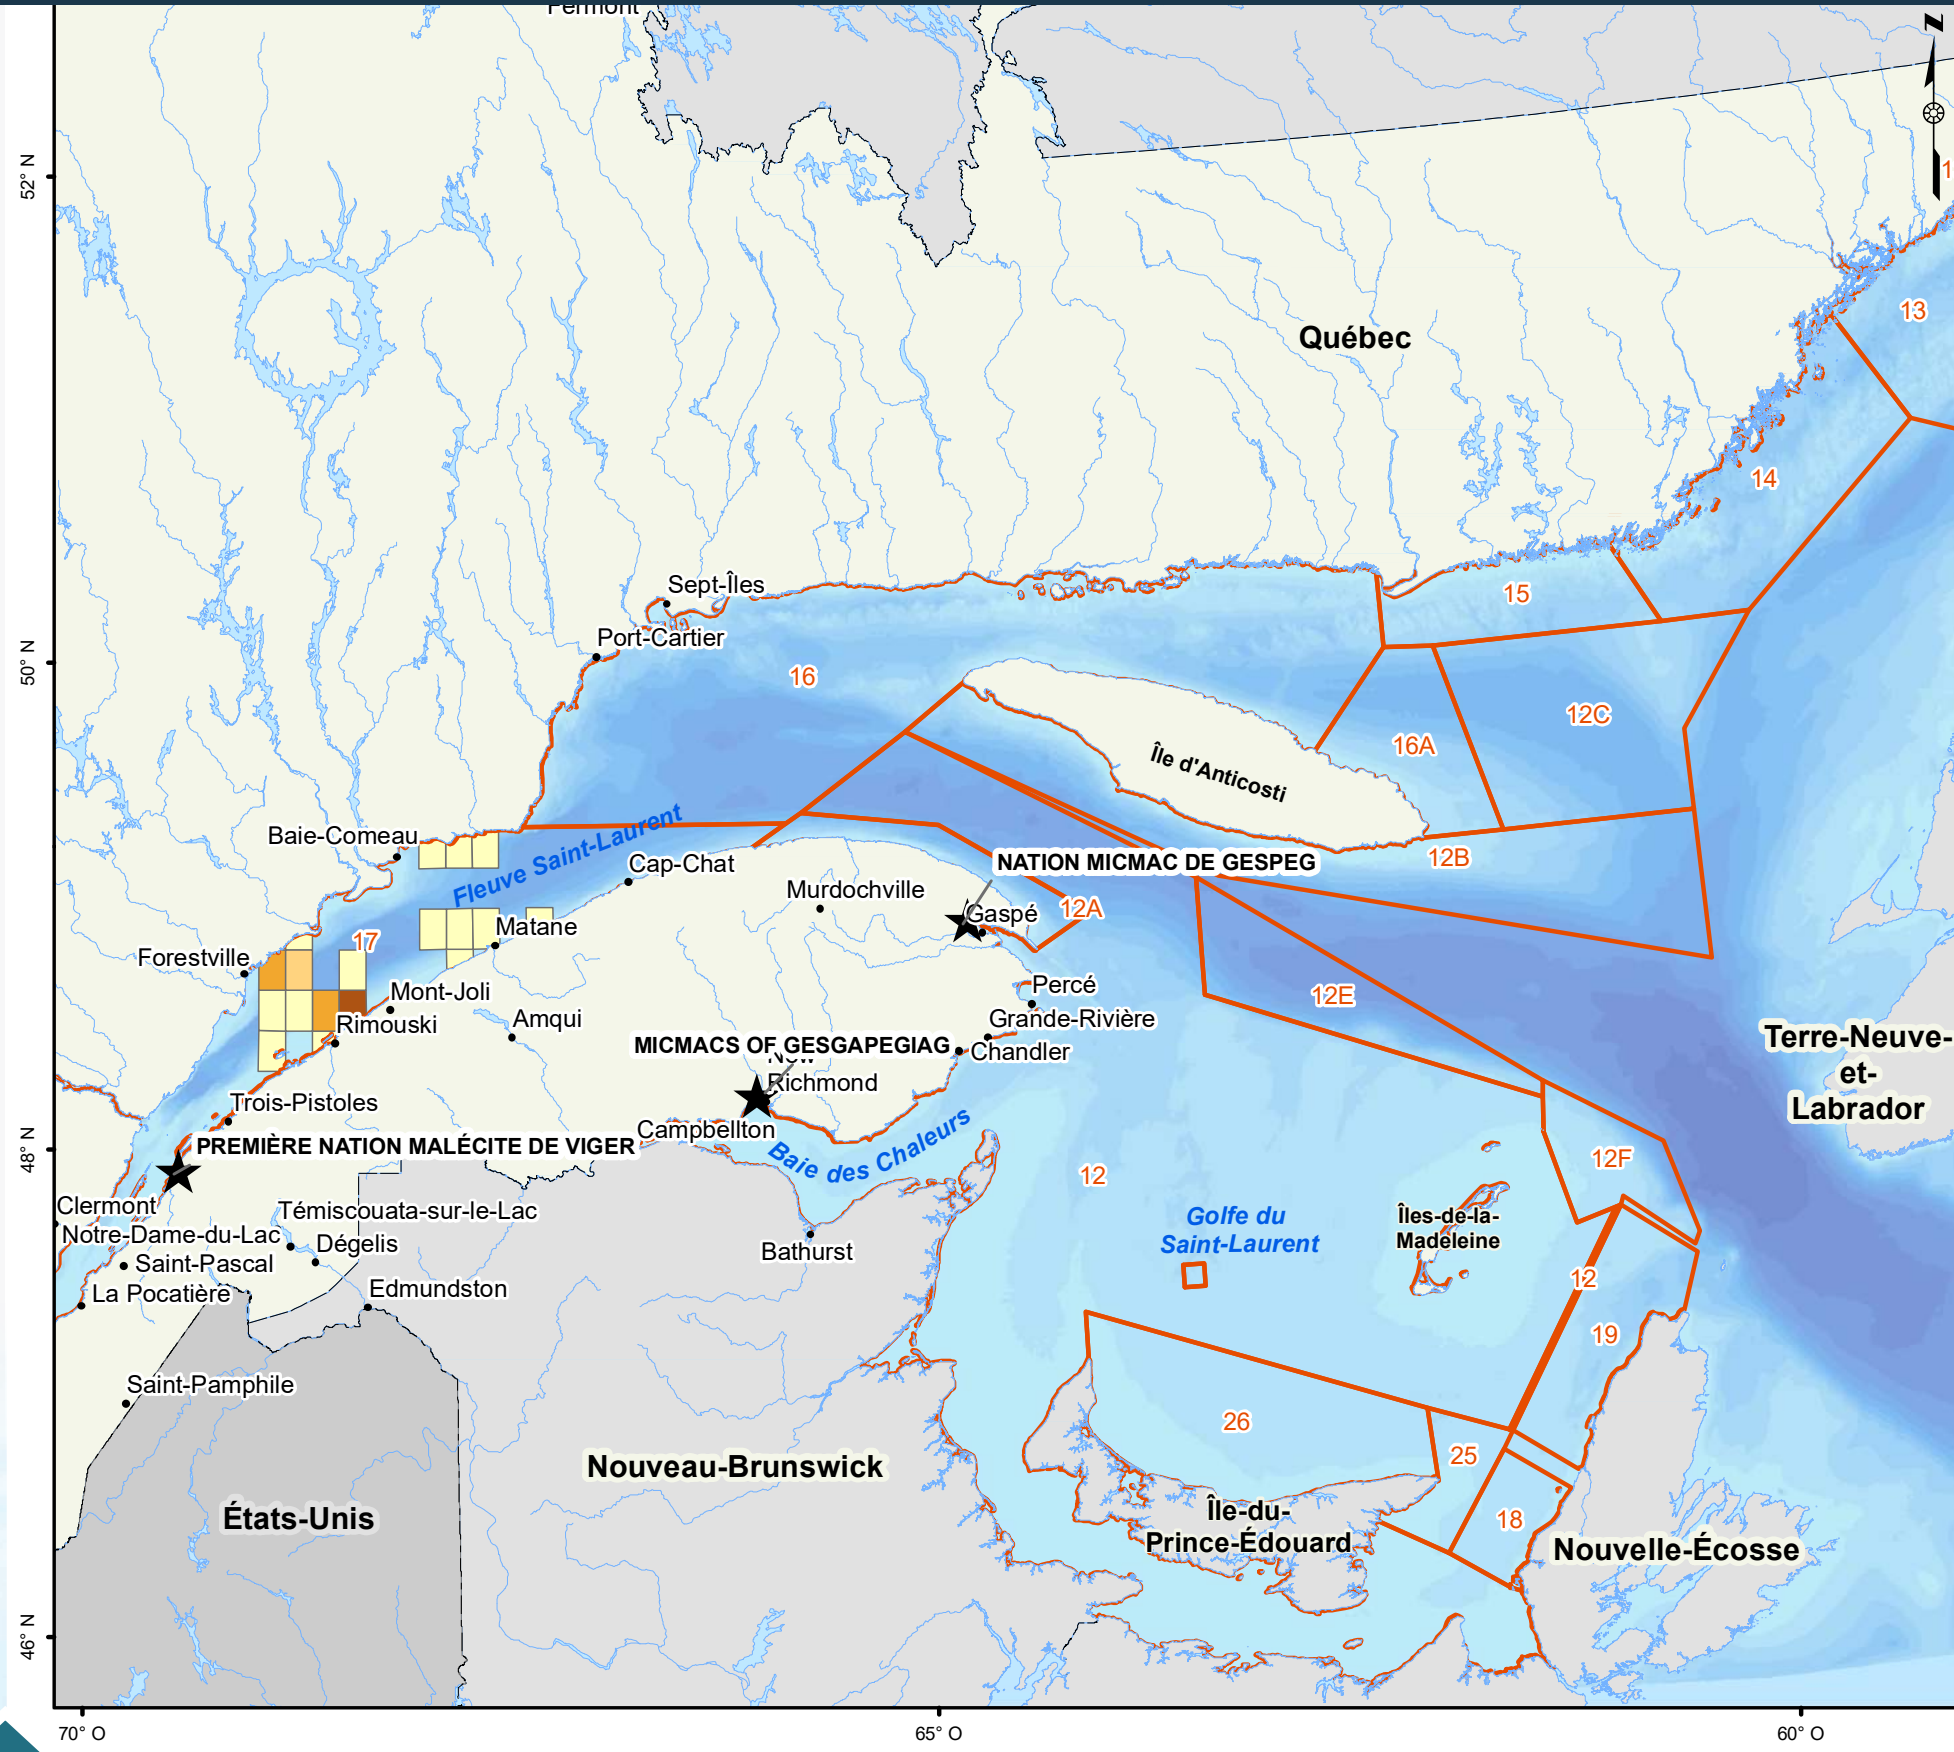 Fermont
N
52° N
1
13
Québec
14
Sept-Îles
15
Port-Cartier
50° N
16
12C
16A
Île d'Anticosti
Fleuve Saint-Laurent
Baie-Comeau
12B
Cap-Chat
NATION MICMAC DE GESPEG
Murdochville
12A
Gaspé
Matane
17
Forestville
Percé
Mont-Joli
12E
Grande-Rivière
Amqui
Rimouski
Terre-Neuve-
et-
Labrador
MICMACS OF GESGAPEGIAG
Chandler
New
Richmond
Trois-Pistoles
Campbellton
48° N
PREMIÈRE NATION MALÉCITE DE VIGER
Baie des Chaleurs
12F
12
Clermont
Témiscouata-sur-le-Lac
Îles-de-la-
Madeleine
Golfe du
Saint-Laurent
Notre-Dame-du-Lac
Dégelis
Bathurst
Saint-Pascal
12
La Pocatière
Edmundston
19
Saint-Pamphile
26
25
Nouveau-Brunswick
États-Unis
Île-du-
Prince-Édouard
18
Nouvelle-Écosse
46° N
70° O
65° O
60° O